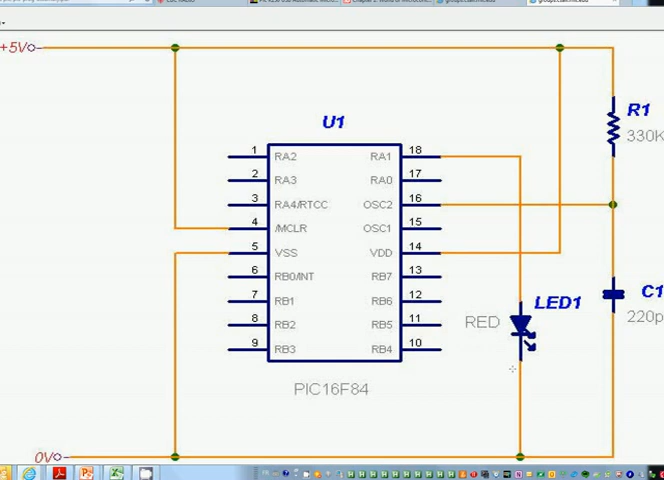 +5V
U1
R1
330K
1 RA2 RA1 18
2 RA3 RA0 17
3 RA4/RTCC OSC2 16
4 /MCLR OSC1 15
5 VSS VDD 14
6 RB0/INT RB7 13
7 RB1 RB6 12
8 RB2 RB5 11
9 RB3 RB4 10
LED1
RED
C1
220p
PIC16F84
0V